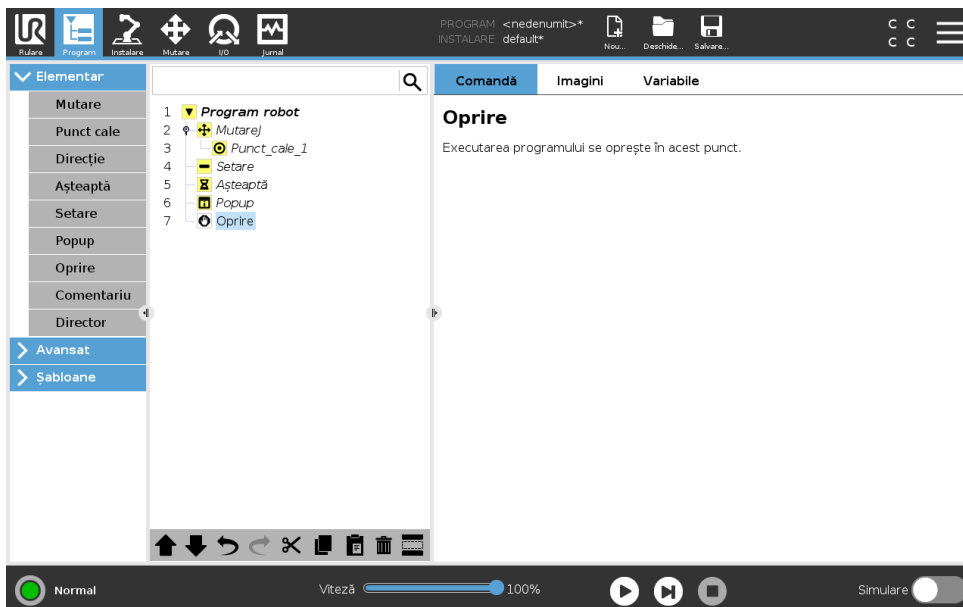 PROGRAM <nedenumit>*
INSTALARE default*
Rulare Program Instalare Mutare I/O Jurnal
Nou... Deschide... Salvare...
C C
C C
Elementar
Mutare
Punct cale
Direcție
Așteaptă
Setare
Popup
Oprire
Comentariu
Director
Avansat
Șabloane
1 Program robot
2 MutareJ
3 Punct_cale_1
4 Setare
5 Așteaptă
6 Popup
7 Oprire
Comandă Imagini Variabile
Oprire
Executarea programului se oprește în acest punct.
Normal
Viteză 100%
Simulare